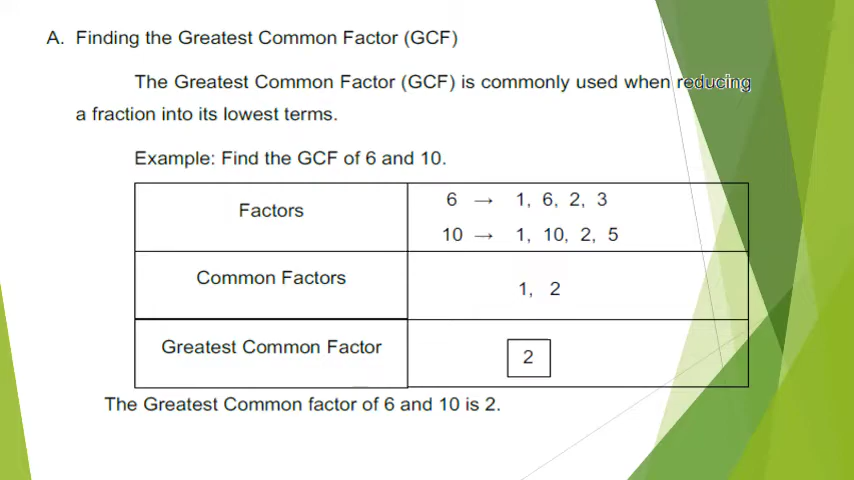 A. Finding the Greatest Common Factor (GCF)
The Greatest Common Factor (GCF) is commonly used when reducing
a fraction into its lowest terms.
Example: Find the GCF of 6 and 10.
Factors
6 → 1, 6, 2, 3
10 → 1, 10, 2, 5
Common Factors
1, 2
Greatest Common Factor
2
The Greatest Common factor of 6 and 10 is 2.